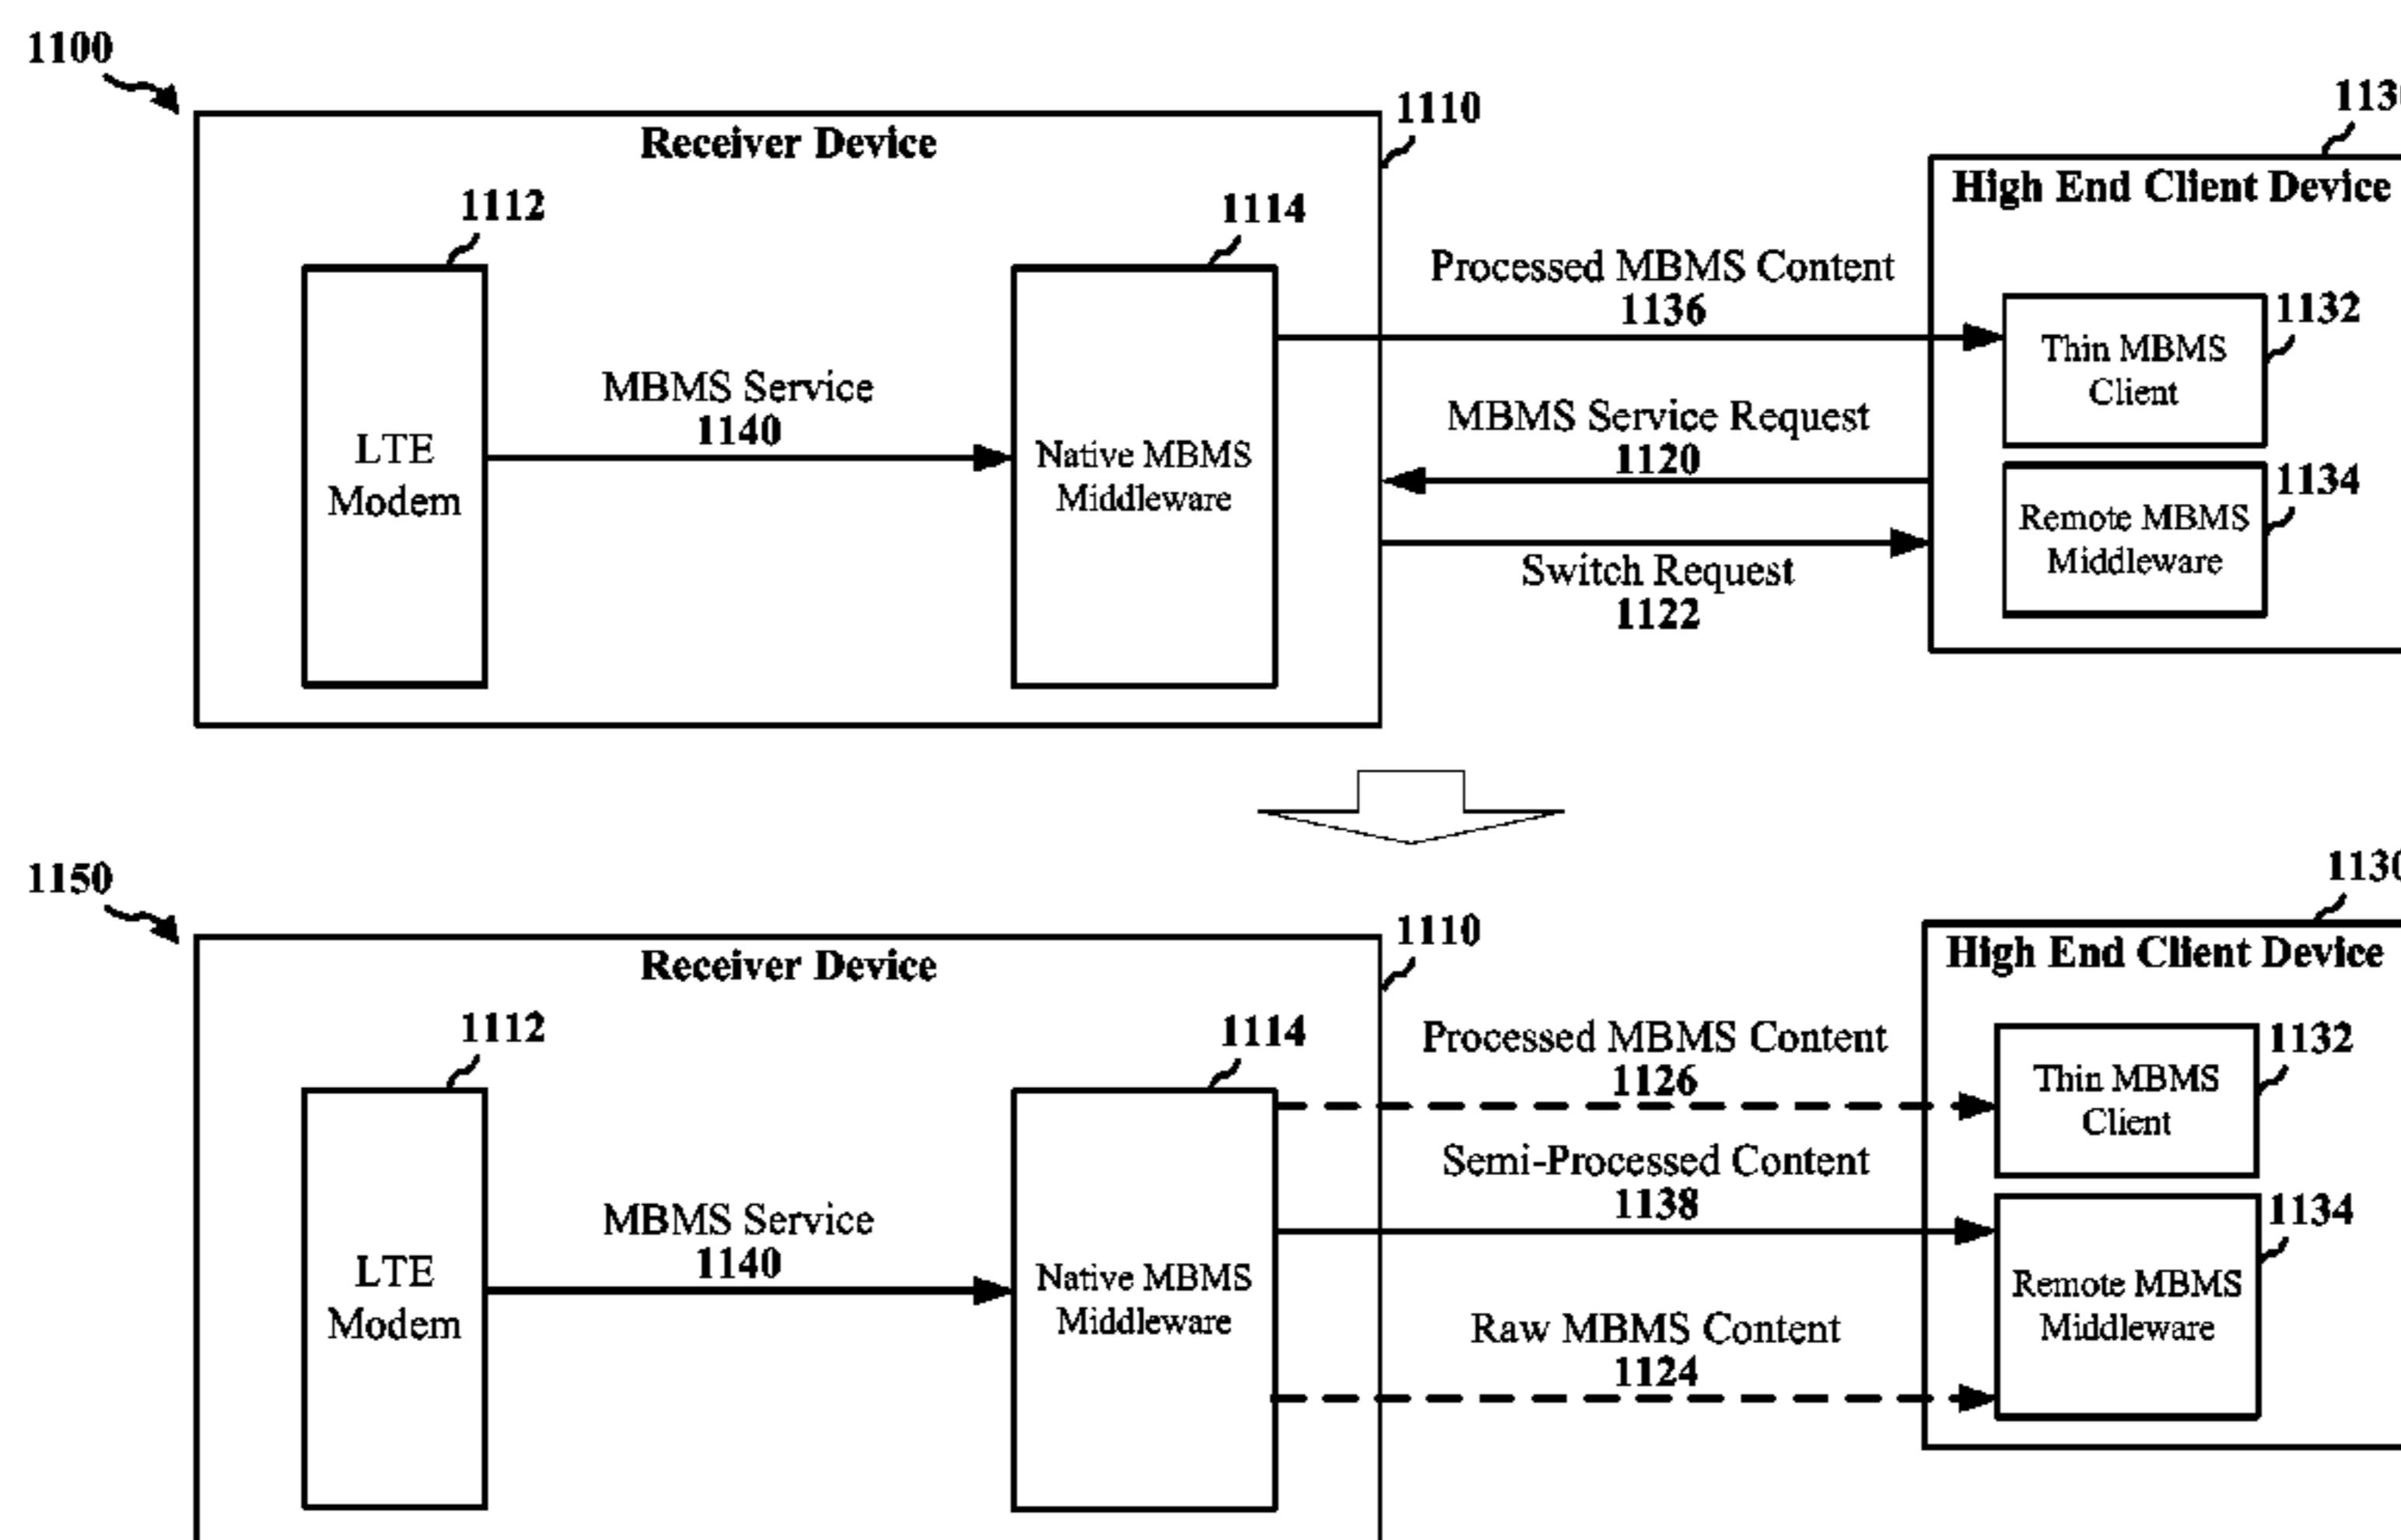 1100
1110
113
Receiver Device
High End Client Device
1112
1114
Processed MBMS Content
1136
1132
Thin MBMS
Client
MBMS Service
1140
MBMS Service Request
1120
LTE
Modem
Native MBMS
Middleware
1134
Remote MBMS
Middleware
Switch Request
1122
1150
1110
1130
Receiver Device
High End Client Device
1112
1114
Processed MBMS Content
1126
1132
Thin MBMS
Client
Semi-Processed Content
1138
1134
MBMS Service
1140
LTE
Modem
Native MBMS
Middleware
Remote MBMS
Middleware
Raw MBMS Content
1124